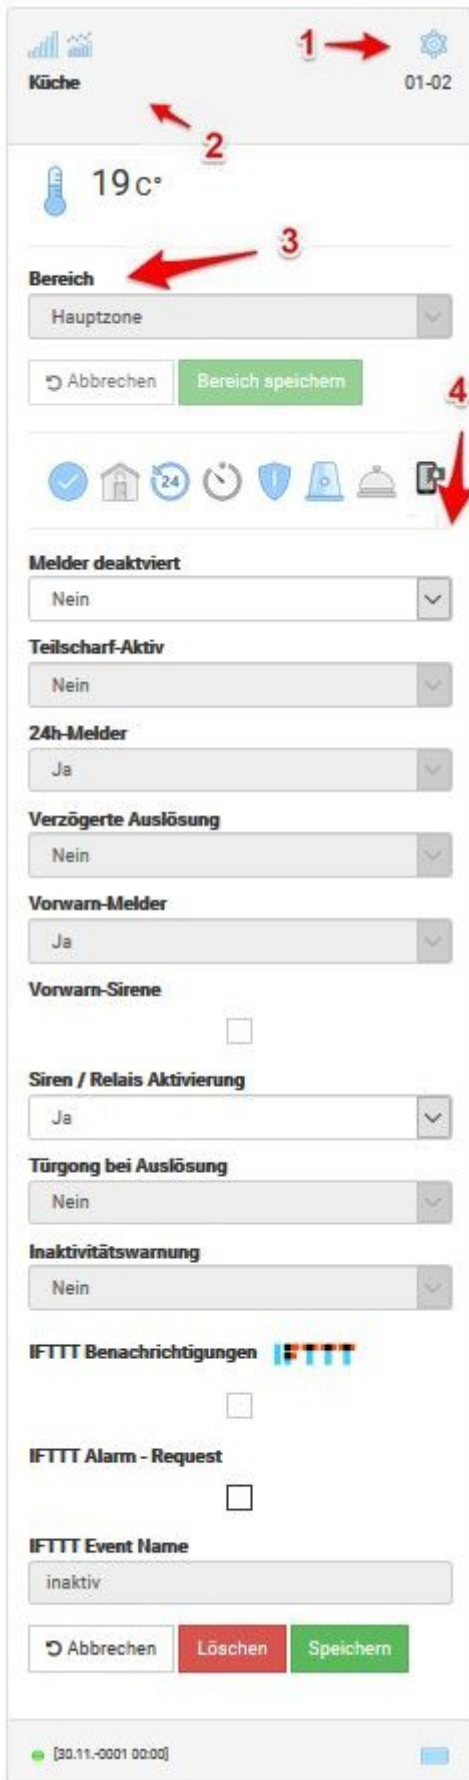 1
Küche
01-02
2
19 C°
3
Bereich
Hauptzone
Abbrechen
Bereich speichern
4
24
Melder deaktviert
Nein
Teilscharf-Aktiv
Nein
24h-Melder
Ja
Verzögerte Auslösung
Nein
Vorwarn-Melder
Ja
Vorwarn-Sirene
Siren / Relais Aktivierung
Ja
Türgong bei Auslösung
Nein
Inaktivitätswarnung
Nein
IFTTT Benachrichtigungen IFTTT
IFTTT Alarm - Request
IFTTT Event Name
inaktiv
Abbrechen
Löschen
Speichern
[30.11.-0001 00:00]